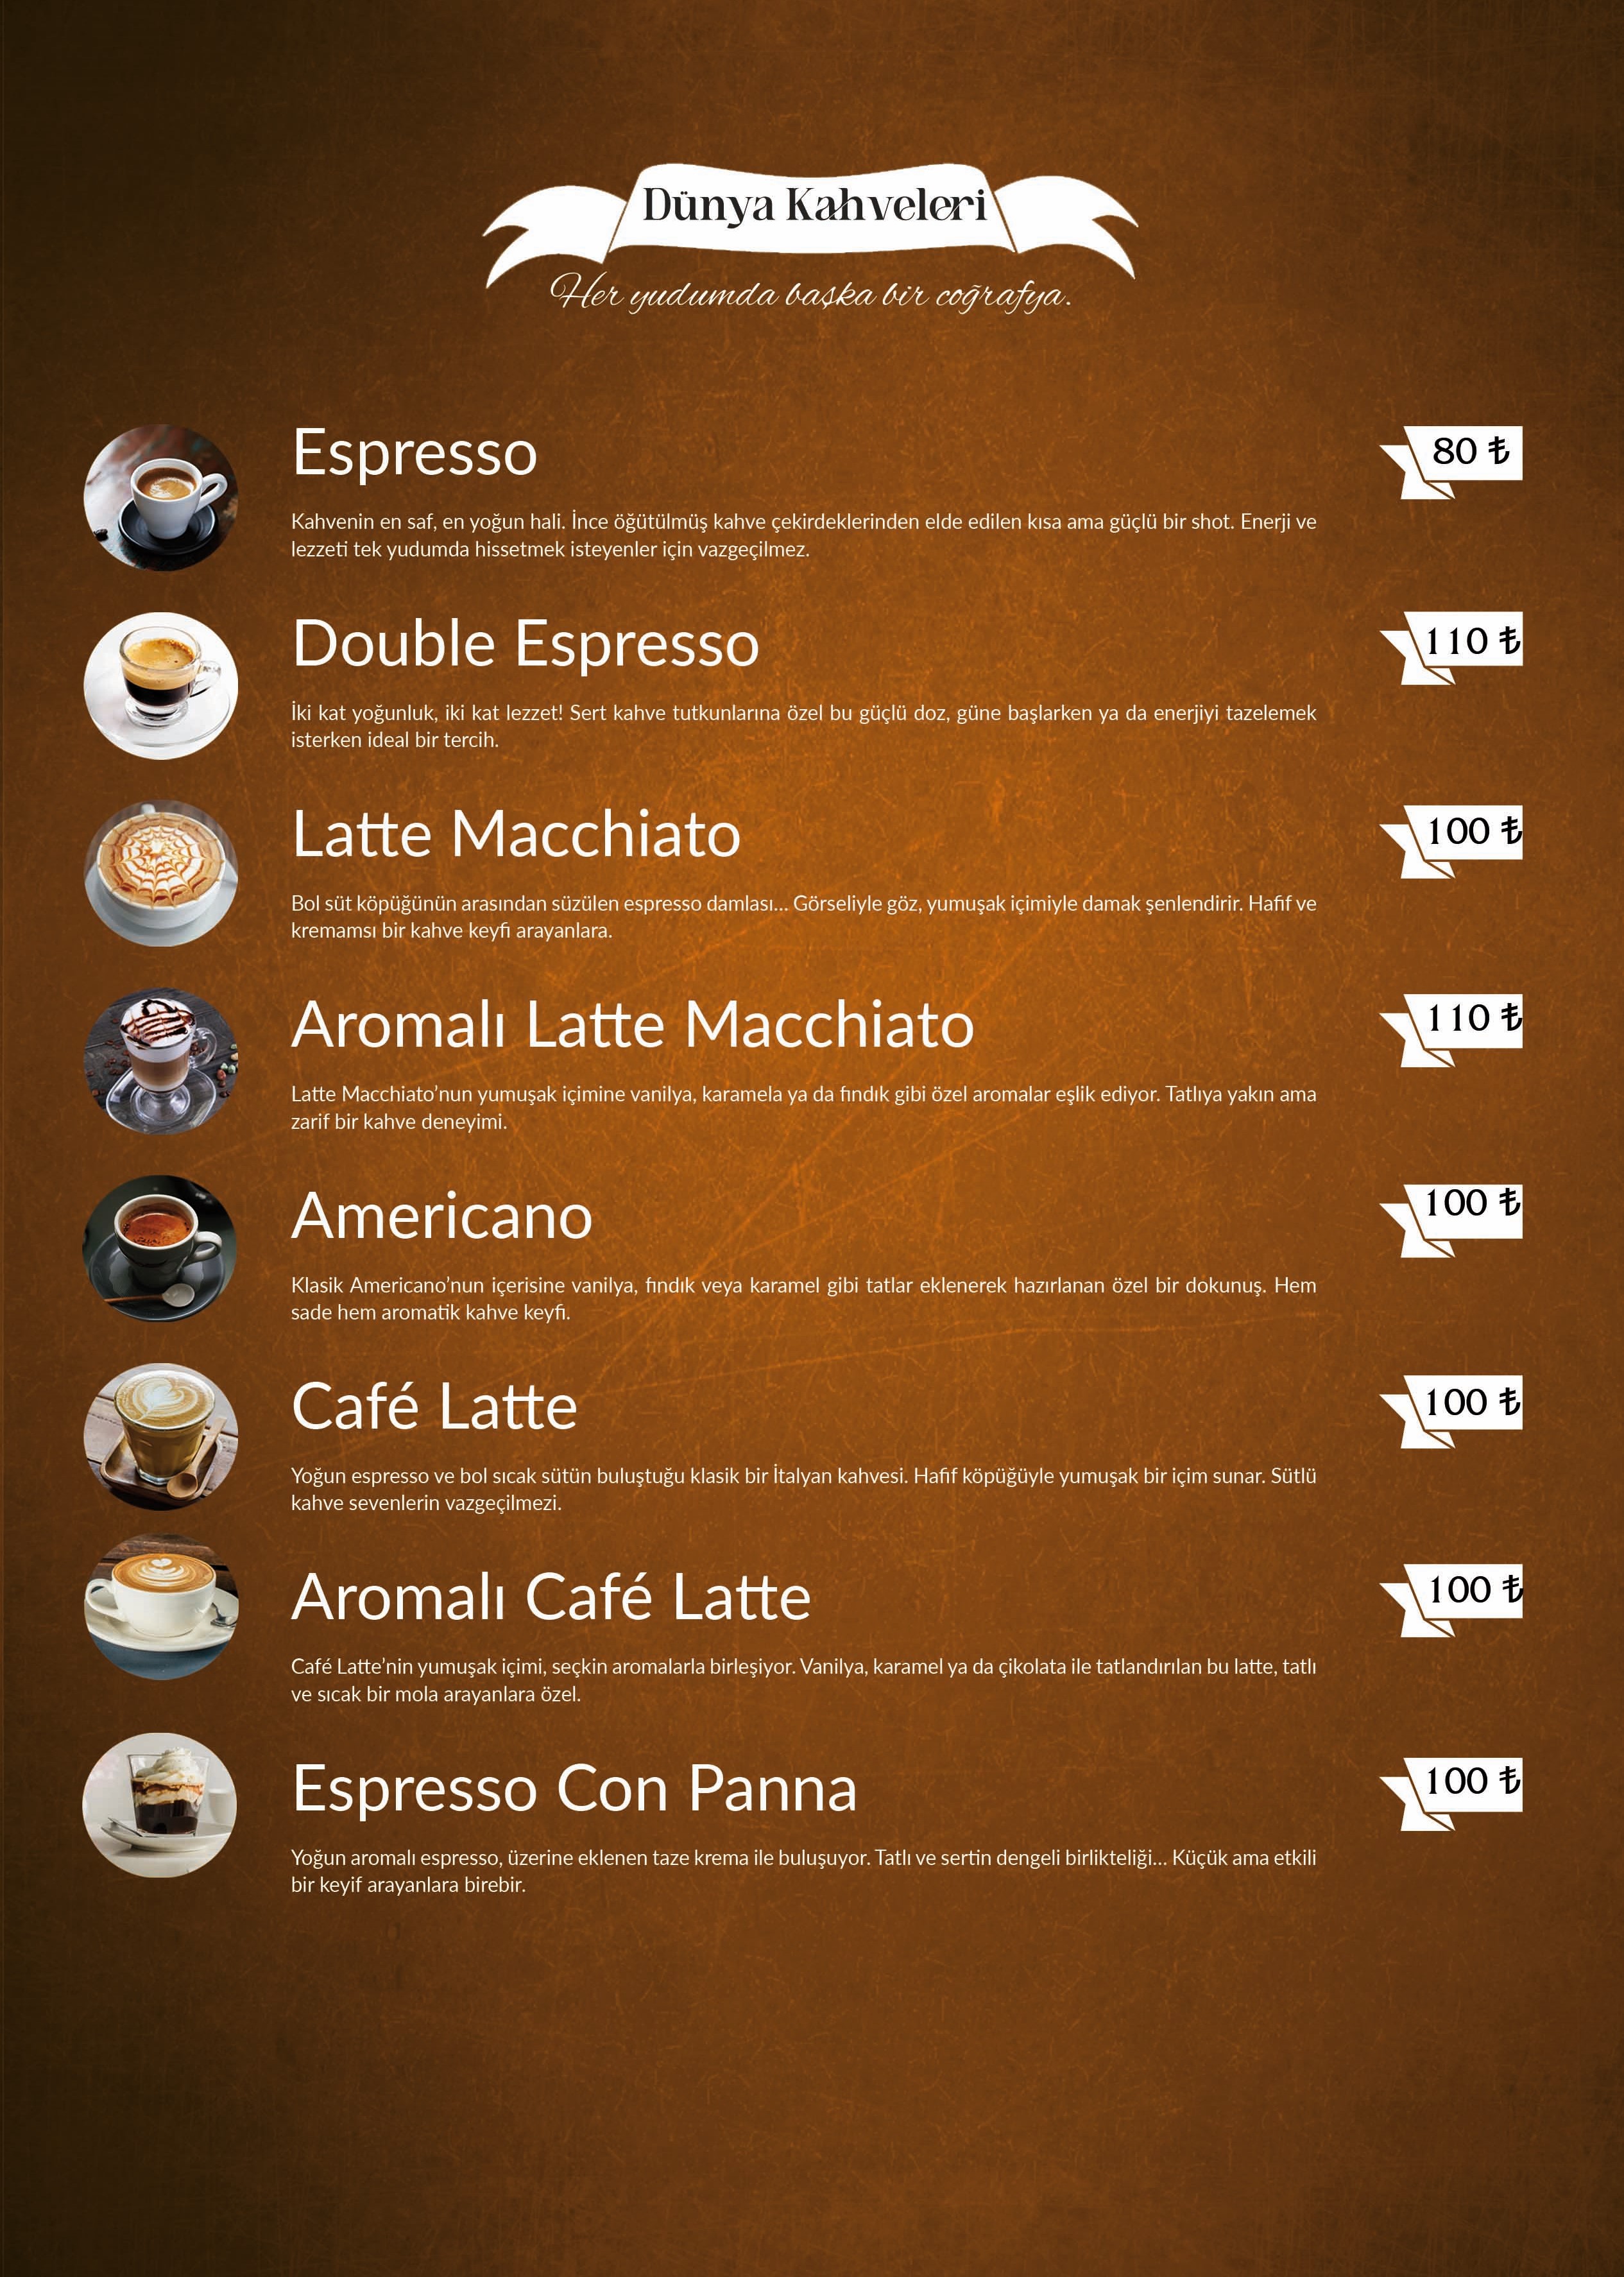 Dünya Kahveleri
Her yudumda başka bir coğrafya.
Espresso
80 ₺
Kahvenin en saf, en yoğun hali. İnce öğütülmüş kahve çekirdeklerinden elde edilen kısa ama güçlü bir shot. Enerji ve
lezzeti tek yudumda hissetmek isteyenler için vazgeçilmez.
Double Espresso
110 ₺
İki kat yoğunluk, iki kat lezzet! Sert kahve tutkunlarına özel bu güçlü doz, güne başlarken ya da enerjiyi tazelemek
isterken ideal bir tercih.
Latte Macchiato
100 ₺
Bol süt köpüğünün arasından süzülen espresso damlası... Görseliyle göz, yumuşak içimiyle damak şenlendirir. Hafif ve
kremamsı bir kahve keyfi arayanlara.
Aromalı Latte Macchiato
110 ₺
Latte Macchiato’nun yumuşak içimine vanilya, karamela ya da fındık gibi özel aromalar eşlik ediyor. Tatlıya yakın ama
zarif bir kahve deneyimi.
Americano
100 ₺
Klasik Americano’nun içerisine vanilya, fındık veya karamel gibi tatlar eklenerek hazırlanan özel bir dokunuş. Hem
sade hem aromatik kahve keyfi.
Café Latte
100 ₺
Yoğun espresso ve bol sıcak sütün buluştuğu klasik bir İtalyan kahvesi. Hafif köpüğüyle yumuşak bir içim sunar. Sütlü
kahve sevenlerin vazgeçilmezi.
Aromalı Café Latte
100 ₺
Café Latte’nin yumuşak içimi, seçkin aromalarla birleşiyor. Vanilya, karamel ya da çikolata ile tatlandırılan bu latte, tatlı
ve sıcak bir mola arayanlara özel.
Espresso Con Panna
100 ₺
Yoğun aromalı espresso, üzerine eklenen taze krema ile buluşuyor. Tatlı ve sertin dengeli birlikteliği... Küçük ama etkili
bir keyif arayanlara birebir.